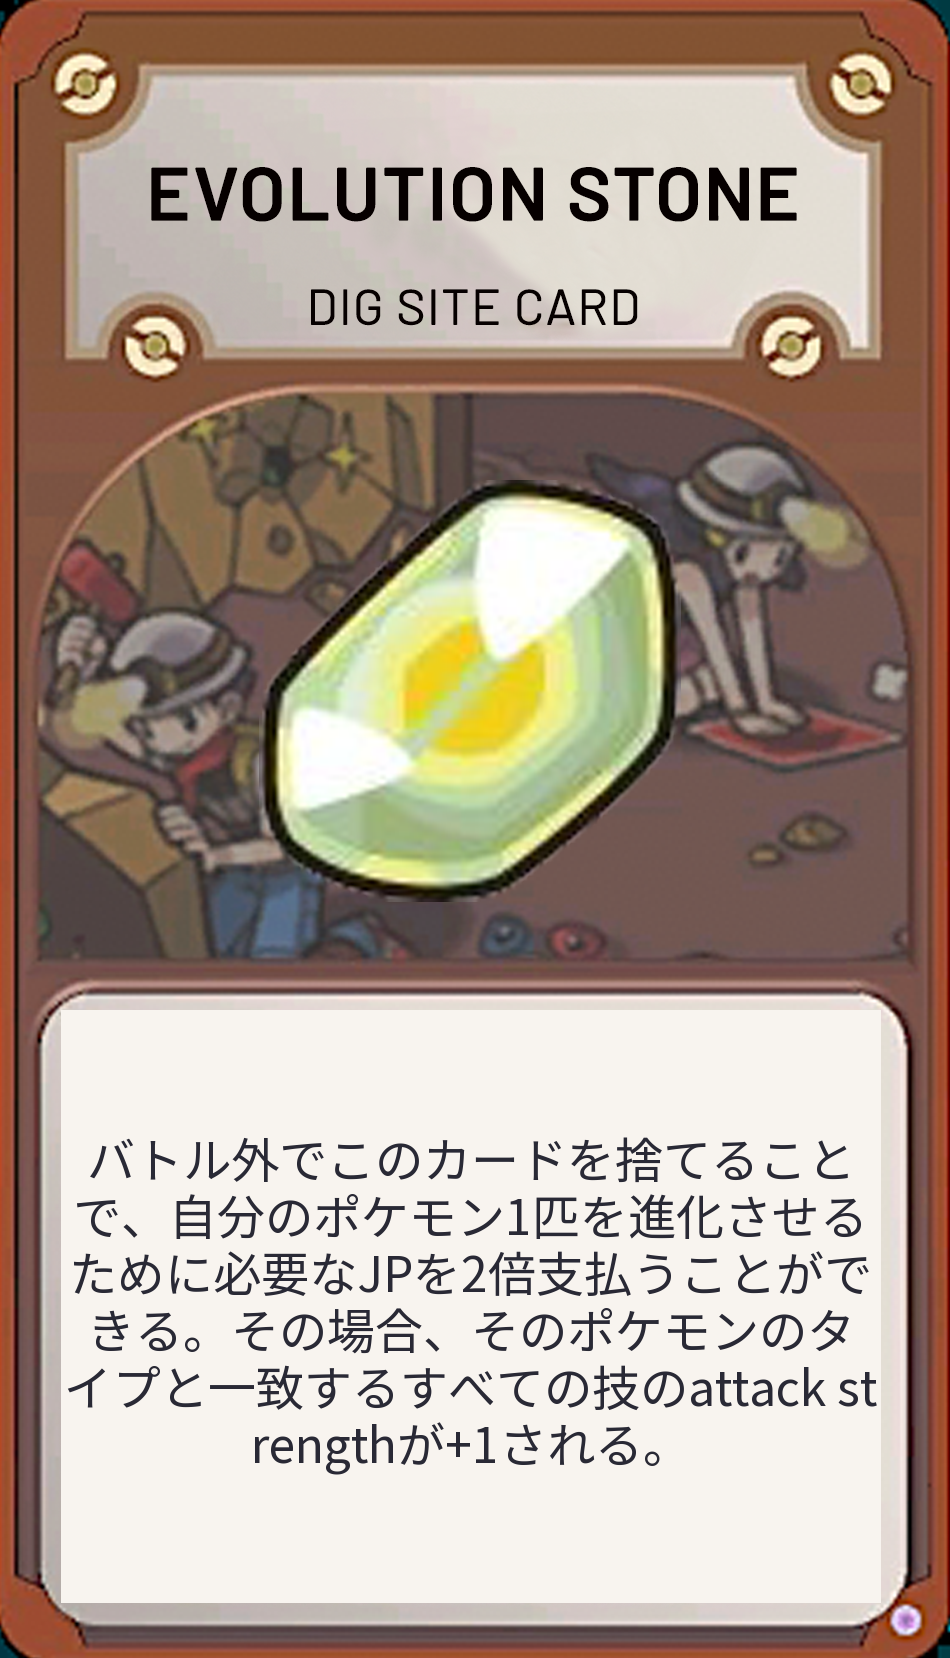 EVOLUTION STONE
DIG SITE CARD
バトル外でこのカードを捨てること
で、自分のポケモン1匹を進化させる
ために必要なJPを2倍支払うことがで
きる。その場合、そのポケモンのタ
イプと一致するすべての技のattack st
rengthが+1される。